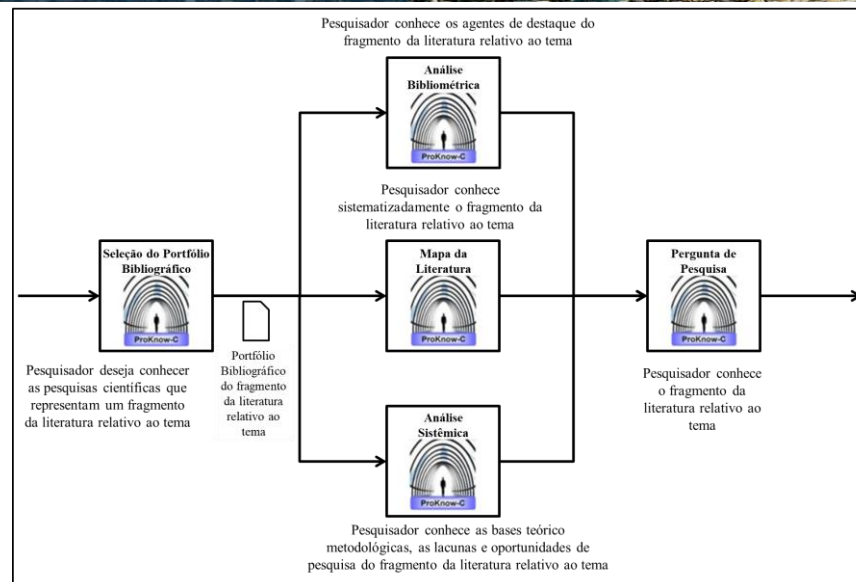 Pesquisador conhece os agentes de destaque do
fragmento da literatura relativo ao tema
Análise
Bibliométrica
ProKnow-C
Pesquisador conhece
sistematizadamente o fragmento da
literatura relativo ao tema
Seleção do Portfólio
Bibliográfico
ProKnow-C
Pesquisador deseja conhecer
as pesquisas científicas que
representam um fragmento
da literatura relativo ao tema
Portfólio
Bibliográfico
do fragmento
da literatura
relativo ao
tema
Mapa da
Literatura
ProKnow-C
Pergunta de
Pesquisa
ProKnow-C
Pesquisador conhece
o fragmento da
literatura relativo ao
tema
Análise
Sistêmica
ProKnow-C
Pesquisador conhece as bases teórico
metodológicas, as lacunas e oportunidades de
pesquisa do fragmento da literatura relativo ao tema